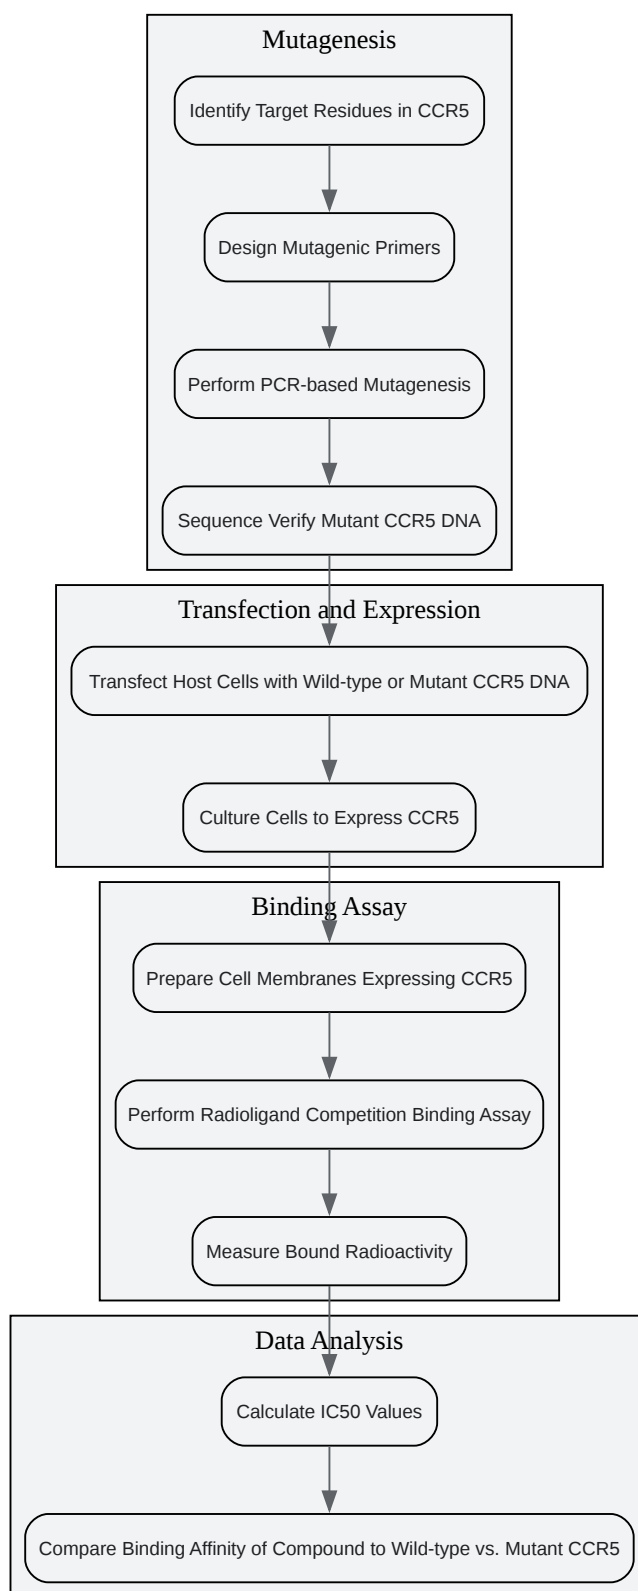 Mutagenesis
Identify Target Residues in CCR5
Design Mutagenic Primers
Perform PCR-based Mutagenesis
Sequence Verify Mutant CCR5 DNA
Transfection and Expression
Transfect Host Cells with Wild-type or Mutant CCR5 DNA
Culture Cells to Express CCR5
Binding Assay
Prepare Cell Membranes Expressing CCR5
Perform Radioligand Competition Binding Assay
Measure Bound Radioactivity
Data Analysis
Calculate IC50 Values
Compare Binding Affinity of Compound to Wild-type vs. Mutant CCR5